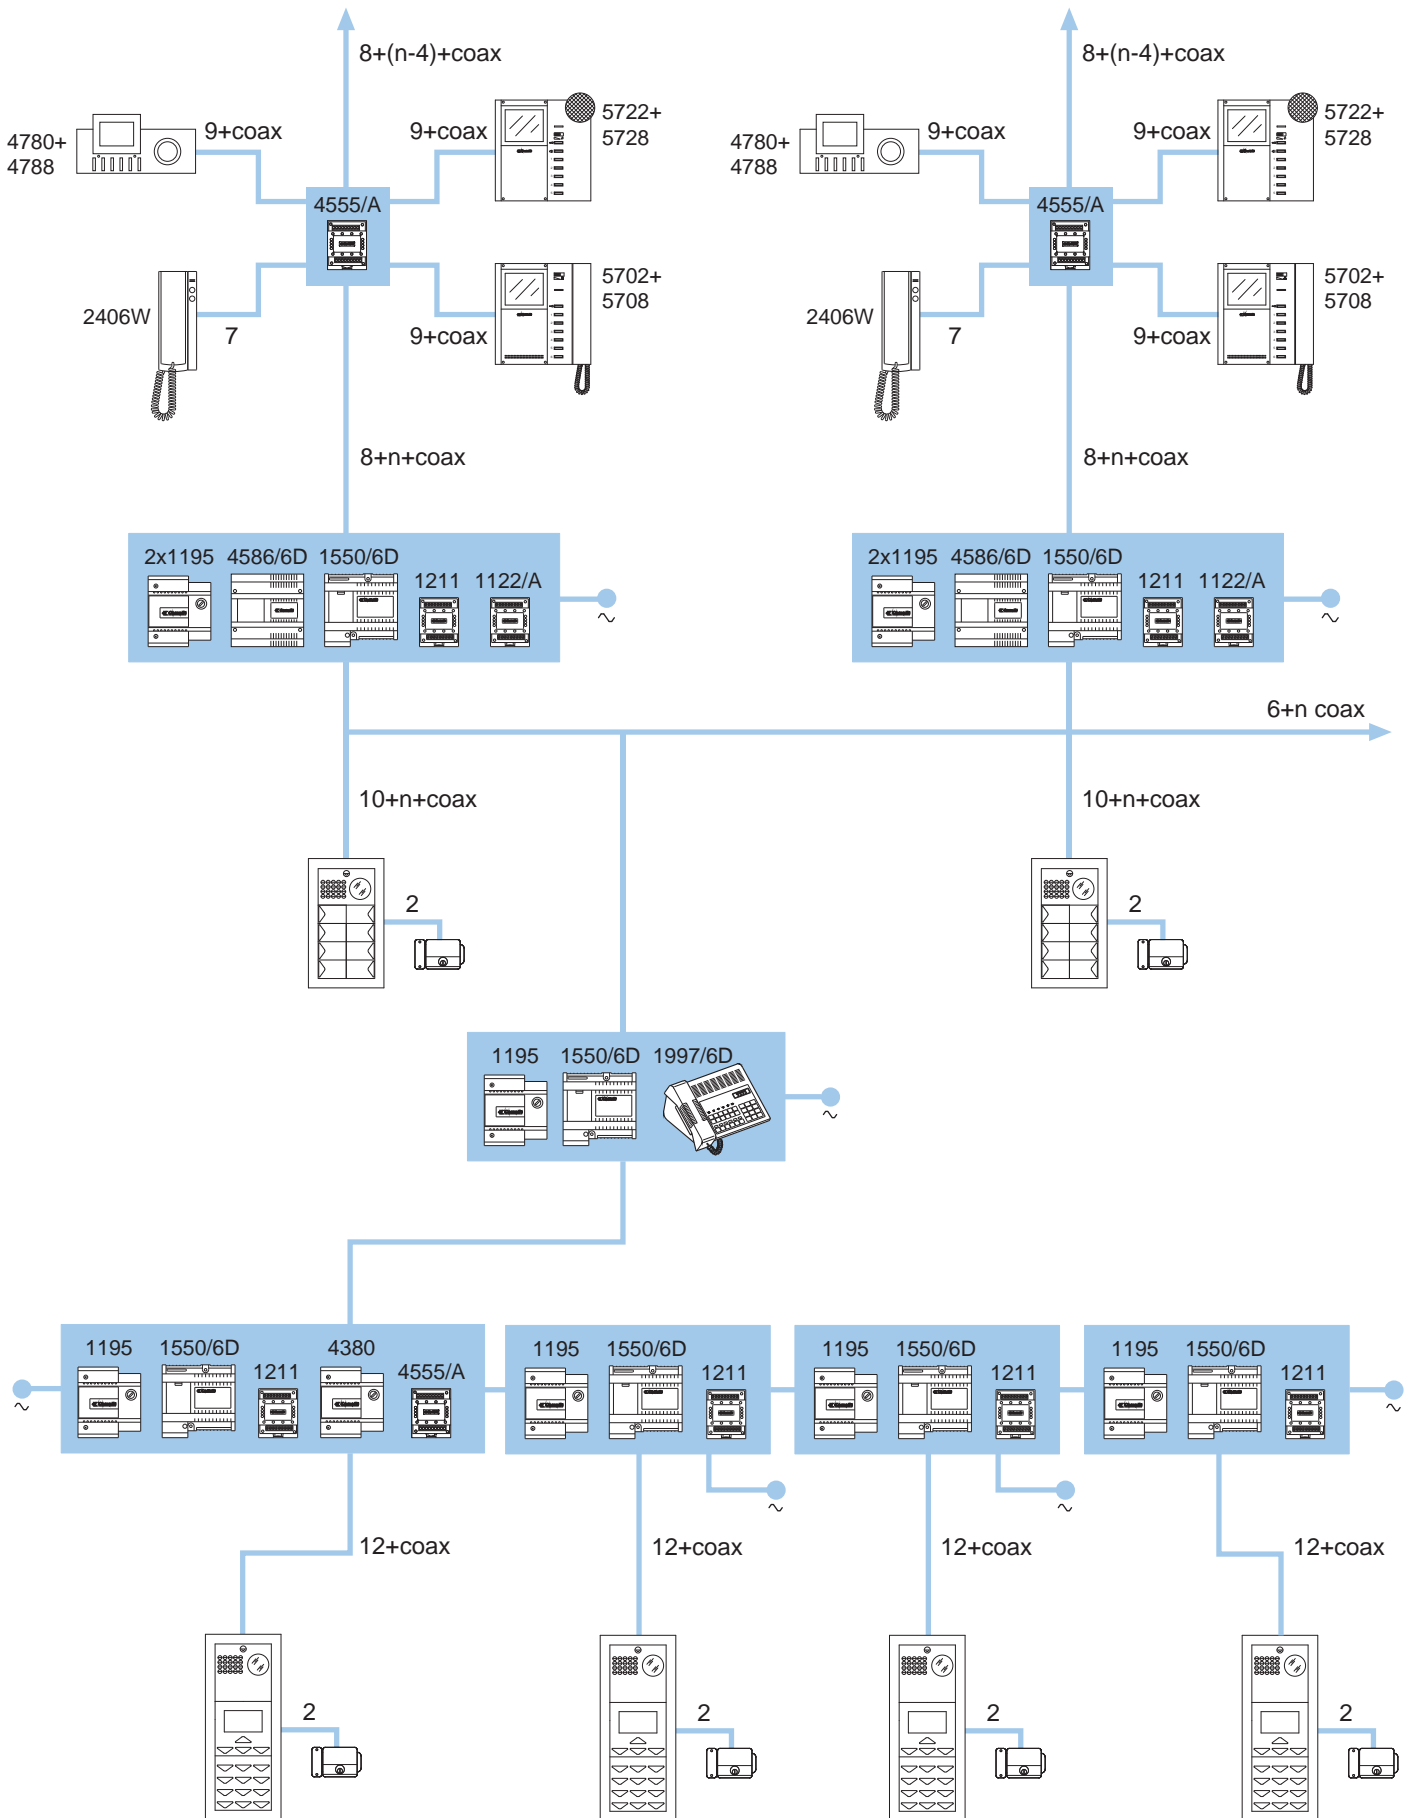 8+(n-4)+coax
8+(n-4)+coax
4780+
4788
9+coax
9+coax
5722+
5728
4780+
4788
9+coax
9+coax
5722+
5728
4555/A
4555/A
2406W
7
9+coax
5702+
5708
2406W
7
9+coax
5702+
5708
8+n+coax
8+n+coax
2x1195 4586/6D 1550/6D 1211 1122/A
~
2x1195 4586/6D 1550/6D 1211 1122/A
~
6+n coax
10+n+coax
10+n+coax
2
2
1195 1550/6D 1997/6D
~
1195 1550/6D 1211 4380 4555/A
~
1195 1550/6D 1211
~
1195 1550/6D 1211
~
1195 1550/6D 1211
~
12+coax
12+coax
12+coax
12+coax
2
2
2
2